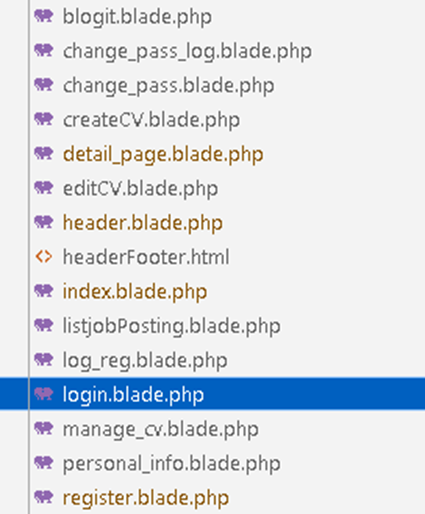 blogit.blade.php
change_pass_log.blade.php
change_pass.blade.php
createCV.blade.php
detail_page.blade.php
editCV.blade.php
header.blade.php
headerFooter.html
index.blade.php
listjobPosting.blade.php
log_reg.blade.php
login.blade.php
manage_cv.blade.php
personal_info.blade.php
register.blade.php